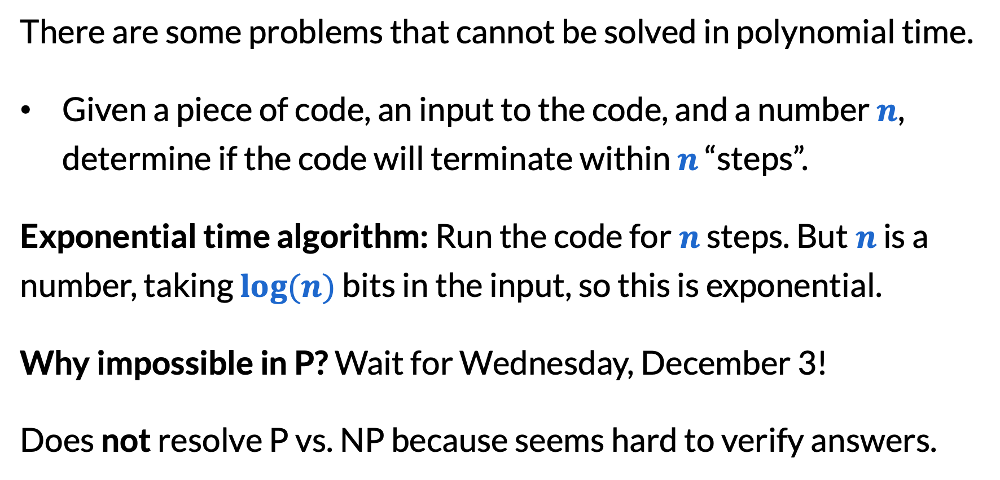 There are some problems that cannot be solved in polynomial time.
• Given a piece of code, an input to the code, and a number n,
determine if the code will terminate within n “steps”.
Exponential time algorithm: Run the code for n steps. But n is a
number, taking log(n) bits in the input, so this is exponential.
Why impossible in P? Wait for Wednesday, December 3!
Does not resolve P vs. NP because seems hard to verify answers.